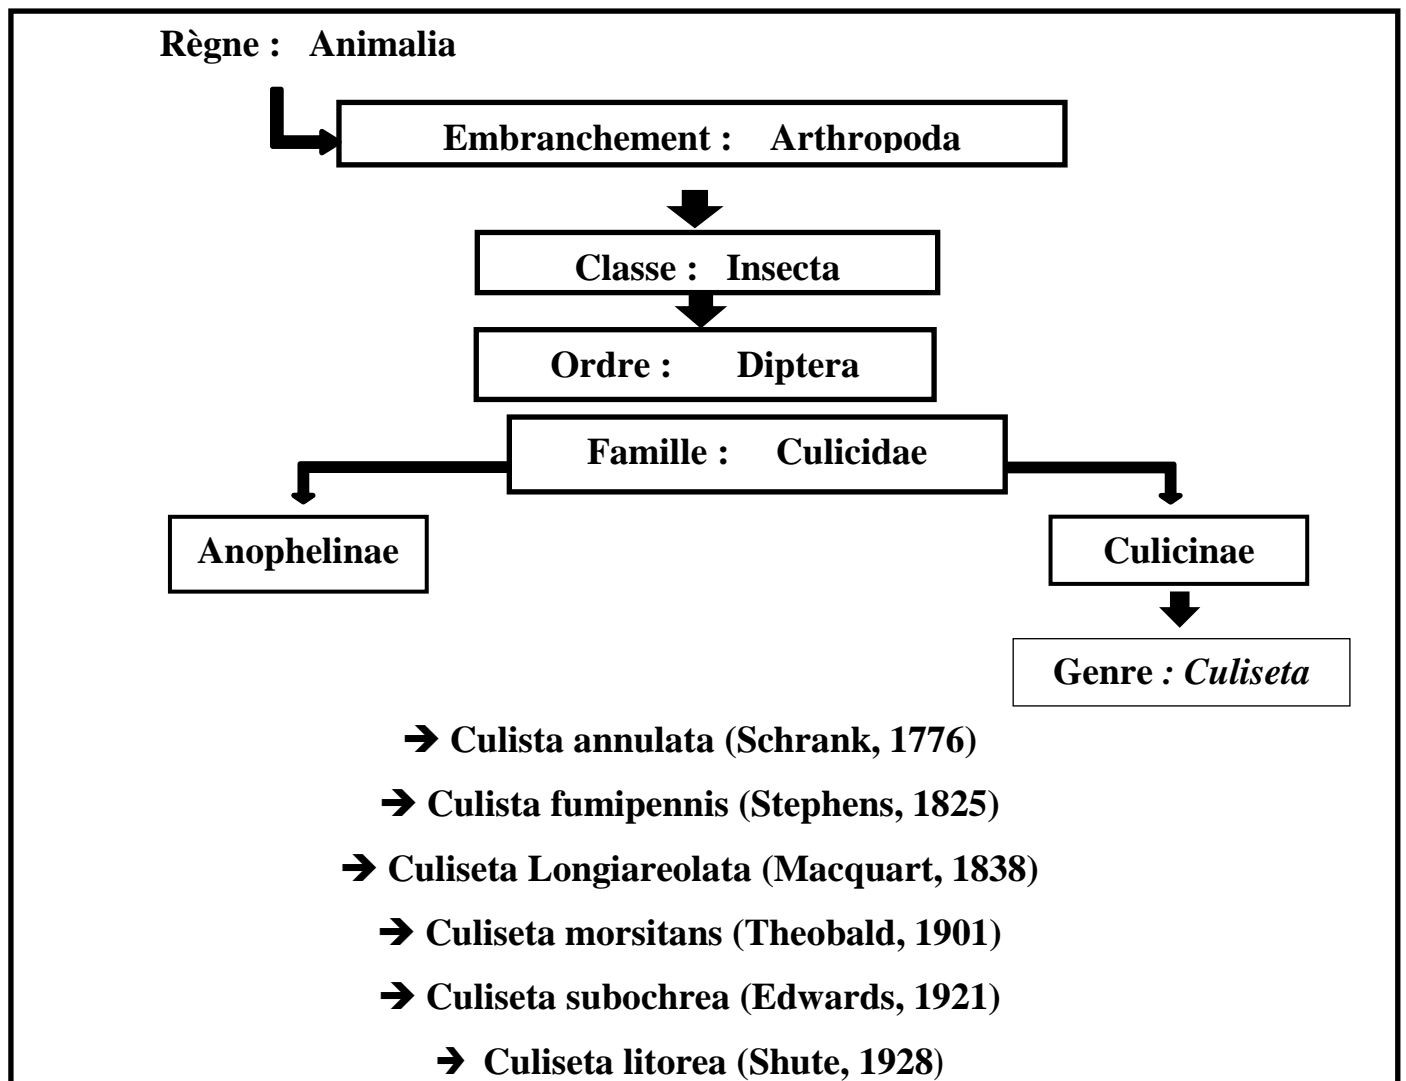 Règne : Animalia
Embranchement : Arthropoda
Classe : Insecta
Ordre : Diptera
Famille : Culicidae
Anophelinae
Culicinae
Genre : Culiseta
➔ Culista annulata (Schrank, 1776)
➔ Culista fumipennis (Stephens, 1825)
➔ Culiseta Longiareolata (Macquart, 1838)
➔ Culiseta morsitans (Theobald, 1901)
➔ Culiseta subochrea (Edwards, 1921)
➔ Culiseta litorea (Shute, 1928)